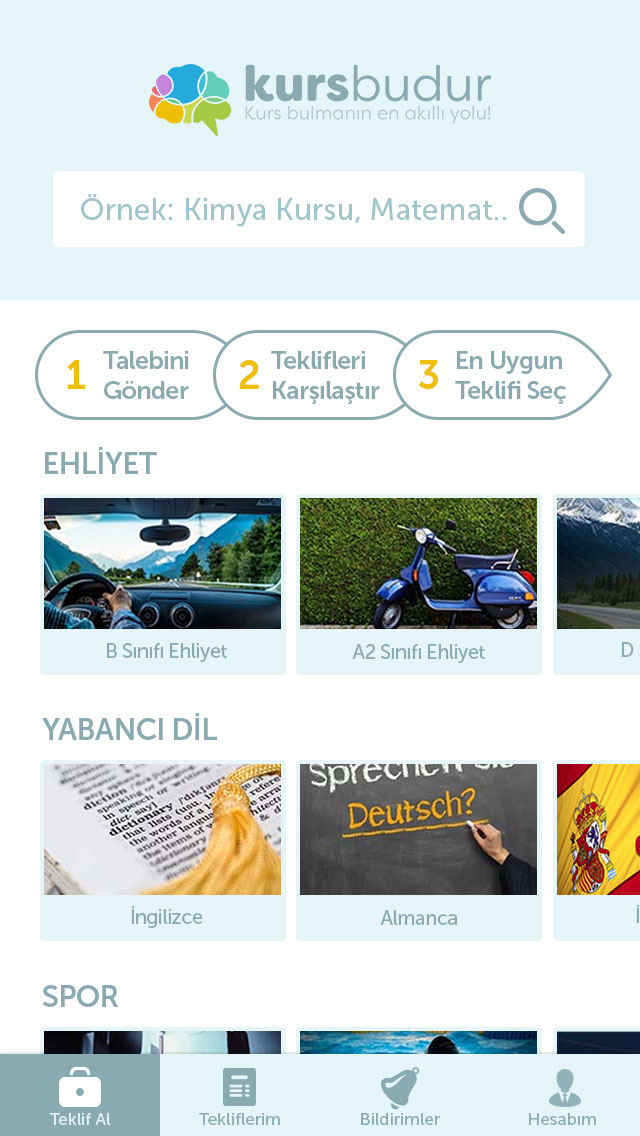 kursbudur
Kurs bulmanın en akıllı yolu!
Örnek: Kimya Kursu, Matemat..
1 Talebini Gönder
2 Teklifleri Karşılaştır
3 En Uygun Teklifi Seç
EHLİYET
B Sınıfı Ehliyet
A2 Sınıfı Ehliyet
D
YABANCI DİL
dictionary
Sprechen
Deutsch?
İngilizce
Almanca
İ
SPOR
Teklif Al
Tekliflerim
Bildirimler
Hesabım